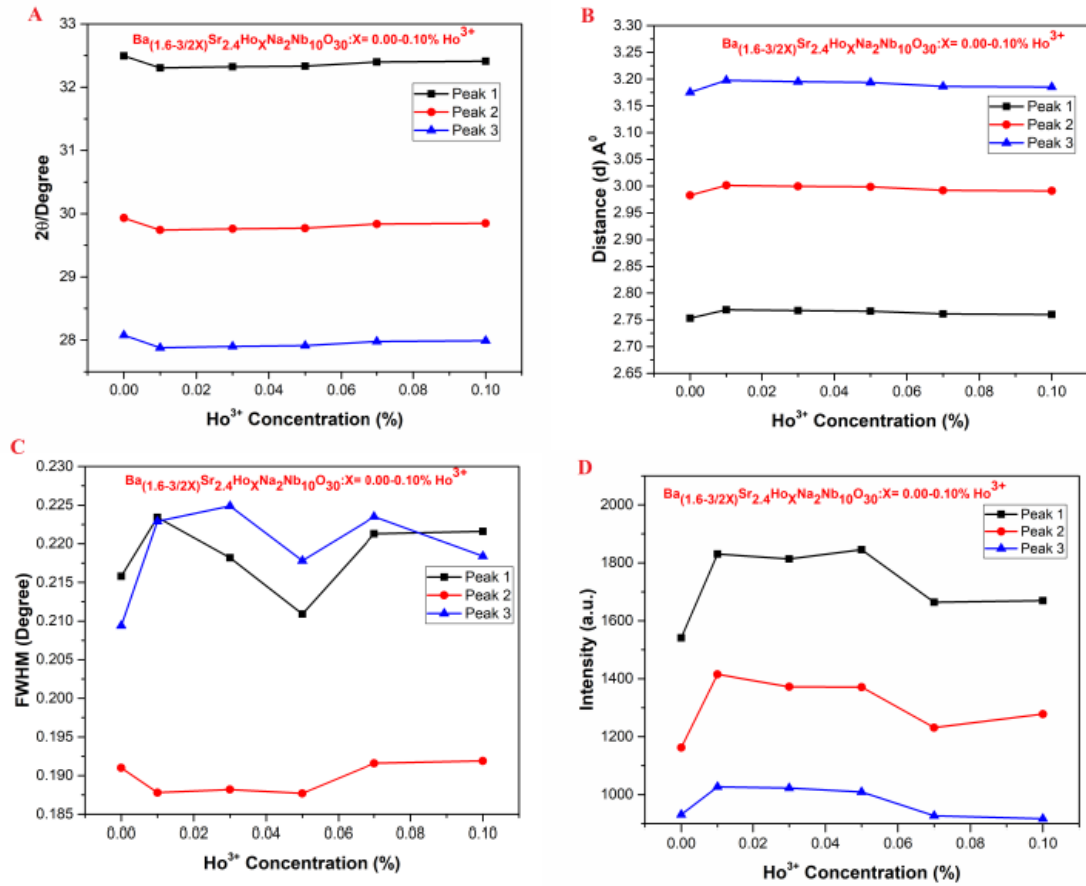 A
Ba(1.6-3/2X)Sr2.4HoXNa2Nb10O30:X= 0.00-0.10% Ho3+
33
32
31
30
29
28
2θ/Degree
Peak 1
Peak 2
Peak 3
0.00 0.02 0.04 0.06 0.08 0.10
Ho3+ Concentration (%)
B
Ba(1.6-3/2X)Sr2.4HoXNa2Nb10O30:X= 0.00-0.10% Ho3+
3.30
3.25
3.20
3.15
3.10
3.05
3.00
2.95
2.90
2.85
2.80
2.75
2.70
2.65
Distance (d) A0
Peak 1
Peak 2
Peak 3
0.00 0.02 0.04 0.06 0.08 0.10
Ho3+ Concentration (%)
C
Ba(1.6-3/2X)Sr2.4HoXNa2Nb10O30:X= 0.00-0.10% Ho3+
0.230
0.225
0.220
0.215
0.210
0.205
0.200
0.195
0.190
0.185
FWHM (Degree)
Peak 1
Peak 2
Peak 3
0.00 0.02 0.04 0.06 0.08 0.10
Ho3+ Concentration (%)
D
Ba(1.6-3/2X)Sr2.4HoXNa2Nb10O30:X= 0.00-0.10% Ho3+
2000
1800
1600
1400
1200
1000
Intensity (a.u.)
Peak 1
Peak 2
Peak 3
0.00 0.02 0.04 0.06 0.08 0.10
Ho3+ Concentration (%)